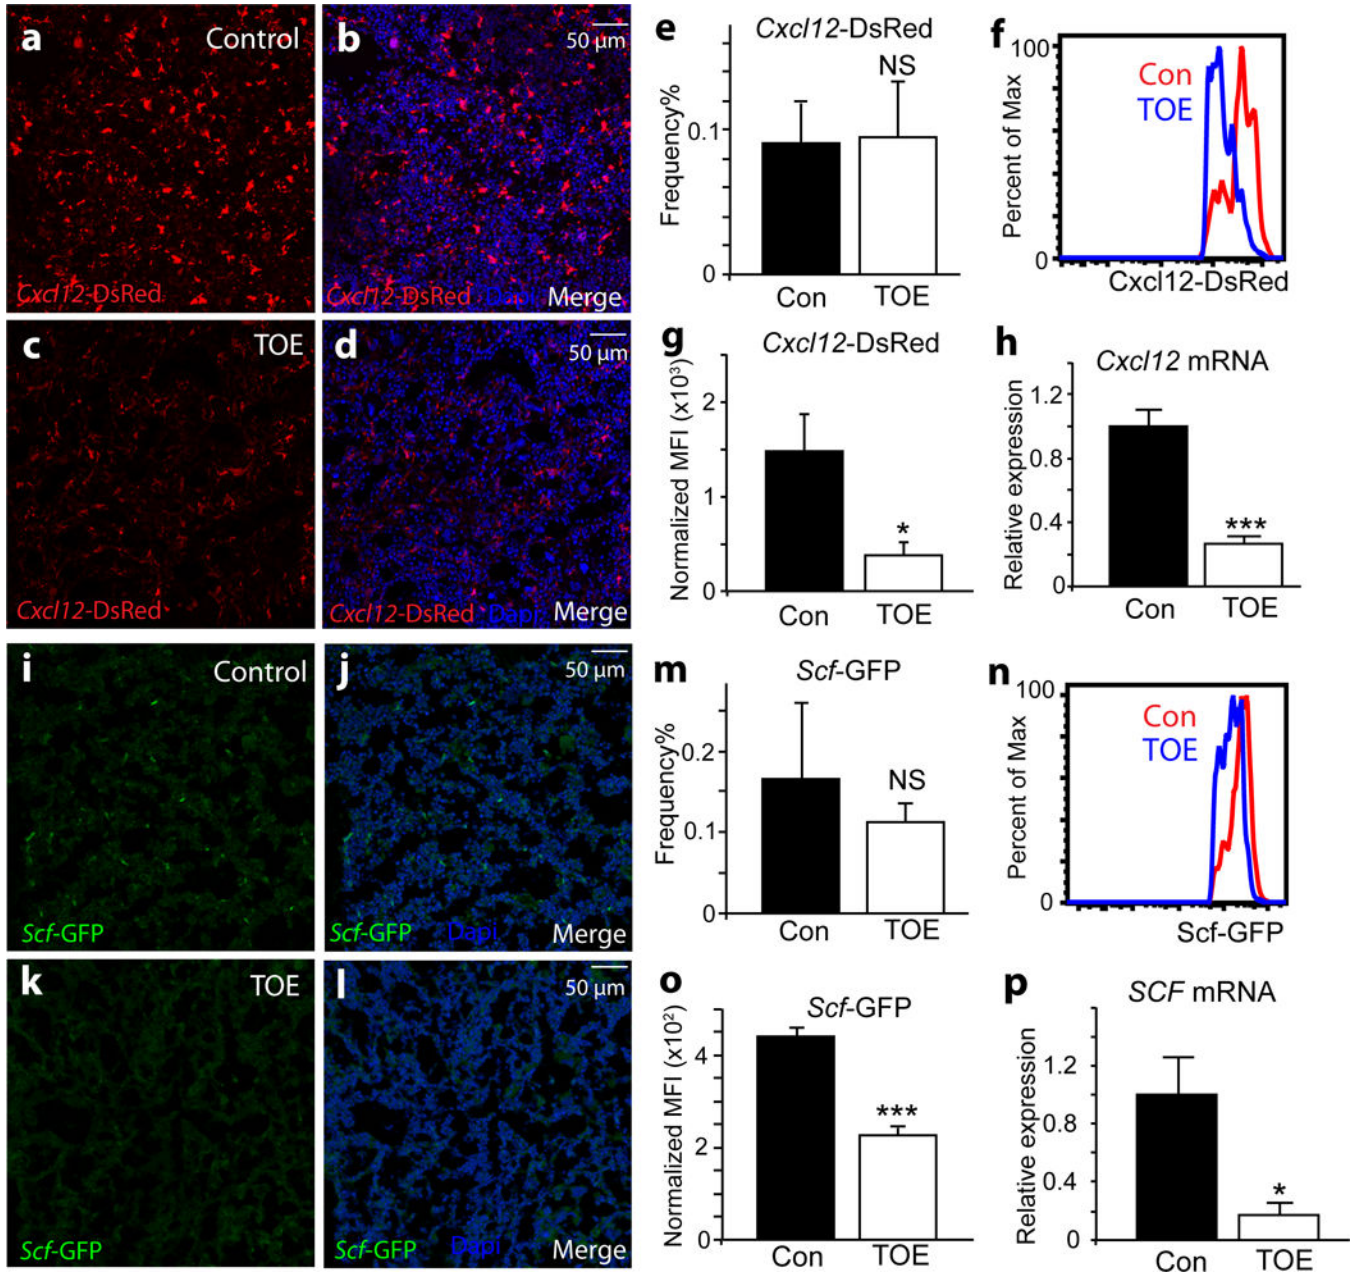 a
Control
Cxcl12-DsRed
b
50 µm
Cxcl12-DsRed Dapi Merge
c
TOE
Cxcl12-DsRed
d
50 µm
Cxcl12-DsRed Dapi Merge
e
Cxcl12-DsRed
NS
Frequency%
0.1
0
Con TOE
f
100
Con
TOE
Percent of Max
0
Cxcl12-DsRed
g
Cxcl12-DsRed
Normalized MFI (x10³)
2
1
0
*
Con TOE
h
Cxcl12 mRNA
Relative expression
1.2
0.8
0.4
0
***
Con TOE
i
Control
Scf-GFP
j
50 µm
Scf-GFP Dapi Merge
k
TOE
Scf-GFP
l
50 µm
Scf-GFP Dapi Merge
m
Scf-GFP
Frequency%
0.2
0.1
0
NS
Con TOE
n
100
Con
TOE
Percent of Max
0
Scf-GFP
o
Scf-GFP
Normalized MFI (x10²)
4
2
0
***
Con TOE
p
SCF mRNA
Relative expression
1.2
0.8
0.4
0
*
Con TOE